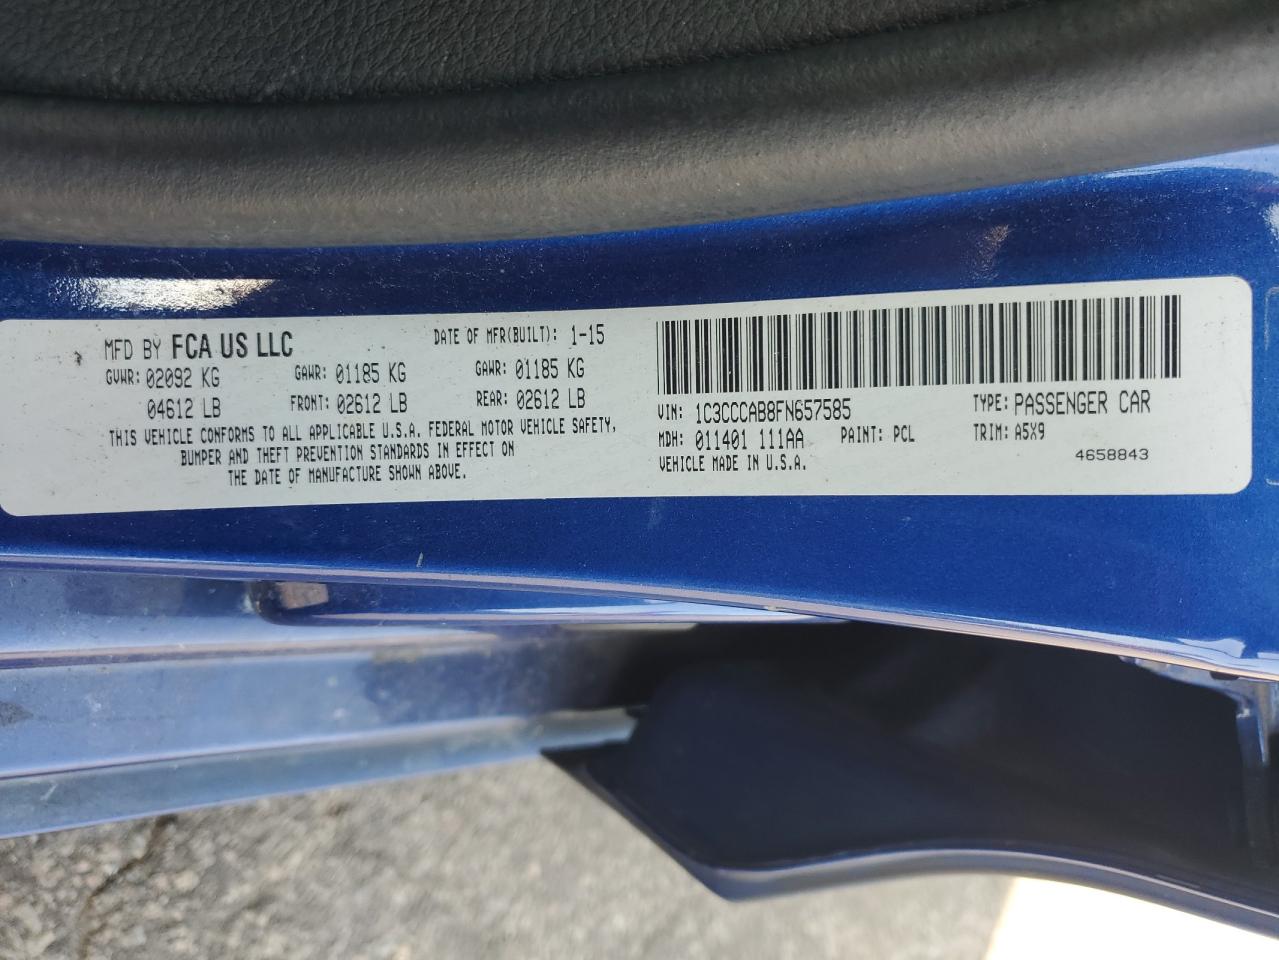 MFD BY FCA US LLC DATE OF MFR(BUILT): 1-15
GVWR: 02092 KG GAWR: 01185 KG GAWR: 01185 KG
04612 LB FRONT: 02612 LB REAR: 02612 LB
THIS VEHICLE CONFORMS TO ALL APPLICABLE U.S.A. FEDERAL MOTOR VEHICLE SAFETY,
BUMPER AND THEFT PREVENTION STANDARDS IN EFFECT ON
THE DATE OF MANUFACTURE SHOWN ABOVE.
VIN: 1C3CCCAB8FN657585 TYPE: PASSENGER CAR
MDH: 011401 111AA PAINT: PCL TRIM: A5X9
VEHICLE MADE IN U.S.A. 4658843